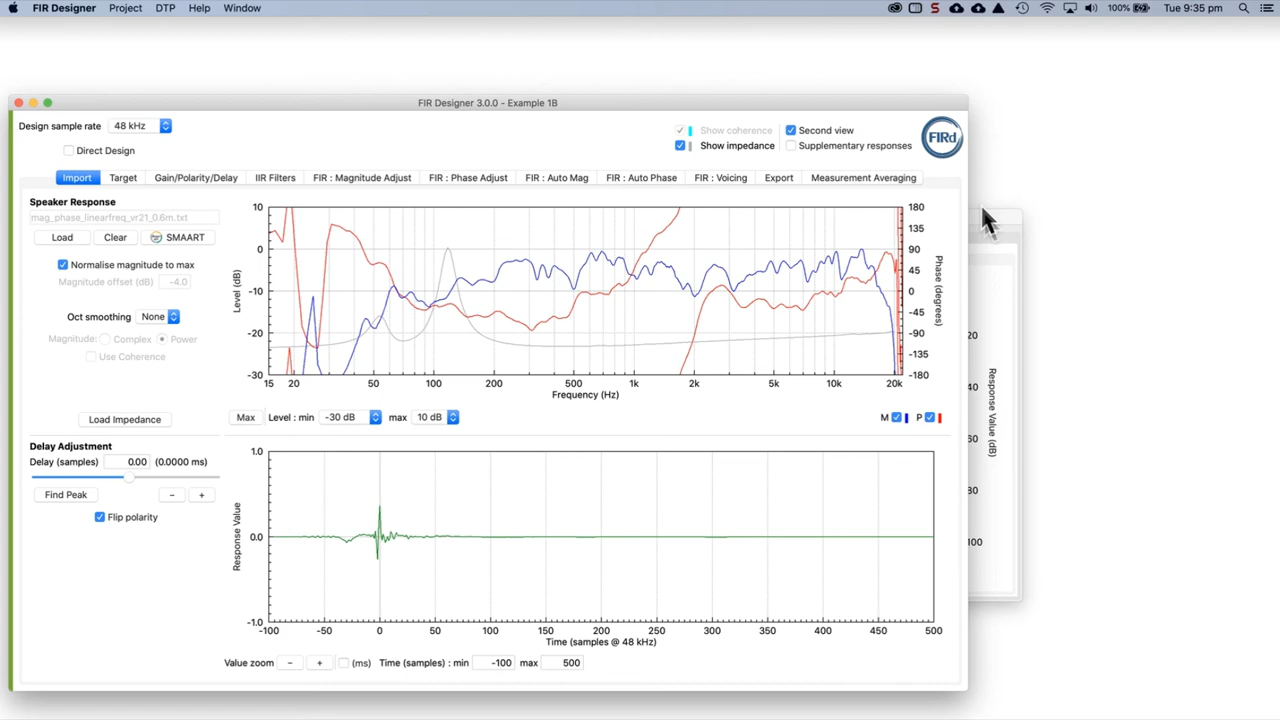 FIR Designer Project DTP Help Window S 100% Tue 9:35 pm
FIR Designer 3.0.0 - Example 1B
Design sample rate 48 kHz
Direct Design
Show coherence Second view
Show impedance Supplementary responses
FIRd
Import Target Gain/Polarity/Delay IIR Filters FIR : Magnitude Adjust FIR : Phase Adjust FIR : Auto Mag FIR : Auto Phase FIR : Voicing Export Measurement Averaging
Speaker Response
mag_phase_linearfreq_vr21_0.6m.txt
Load Clear SMAART
Normalise magnitude to max
Magnitude offset (dB) -4.0
Oct smoothing None
Magnitude: Complex Power
Use Coherence
Load Impedance
Delay Adjustment
Delay (samples) 0.00 (0.0000 ms)
Find Peak - +
Flip polarity
10
0
-10
-20
-30
Level (dB)
180
135
90
45
0
-45
-90
-135
-180
Phase (degrees)
15 20 50 100 200 500 1k 2k 5k 10k 20k
Frequency (Hz)
Max Level : min -30 dB max 10 dB M P
1.0
0.0
-1.0
Response Value
-100 -50 0 50 100 150 200 250 300 350 400 450 500
Time (samples @ 48 kHz)
Value zoom - + (ms) Time (samples) : min -100 max 500
20
40
60
80
100
Response Value (dB)